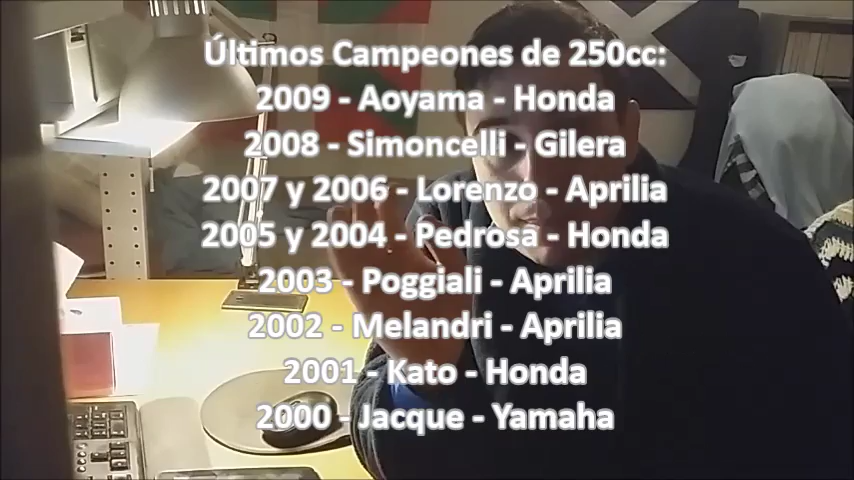 Últimos Campeones de 250cc:
2009 - Aoyama - Honda
2008 - Simoncelli - Gilera
2007 y 2006 - Lorenzo - Aprilia
2005 y 2004 - Pedrosa - Honda
2003 - Poggiali - Aprilia
2002 - Melandri - Aprilia
2001 - Kato - Honda
2000 - Jacque - Yamaha